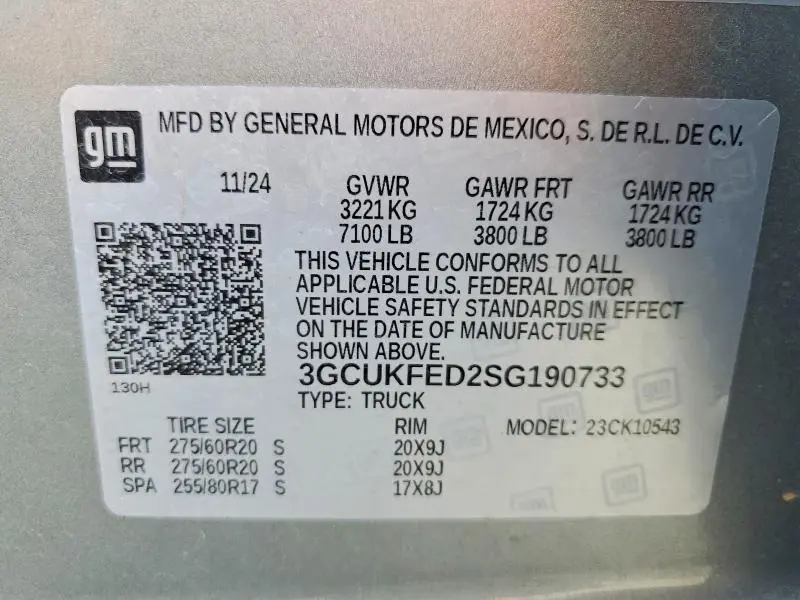 gm
MFD BY GENERAL MOTORS DE MEXICO, S. DE R.L. DE C.V.
11/24 GVWR GAWR FRT GAWR RR
3221 KG 1724 KG 1724 KG
7100 LB 3800 LB 3800 LB
THIS VEHICLE CONFORMS TO ALL
APPLICABLE U.S. FEDERAL MOTOR
VEHICLE SAFETY STANDARDS IN EFFECT
ON THE DATE OF MANUFACTURE
SHOWN ABOVE.
130H
3GCUKFED2SG190733
TYPE: TRUCK
TIRE SIZE RIM MODEL: 23CK10543
FRT 275/60R20 S 20X9J
RR 275/60R20 S 20X9J
SPA 255/80R17 S 17X8J